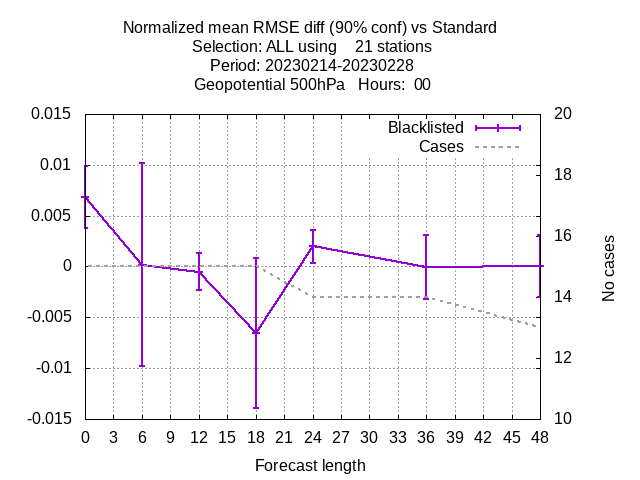 Normalized mean RMSE diff (90% conf) vs Standard
Selection: ALL using 21 stations
Period: 20230214-20230228
Geopotential 500hPa Hours: 00
0.015 20
Blacklisted
Cases
0.01 18
0.005 16
0
-0.005 14
-0.01 12
-0.015 10
No cases
0 3 6 9 12 15 18 21 24 27 30 33 36 39 42 45 48
Forecast length